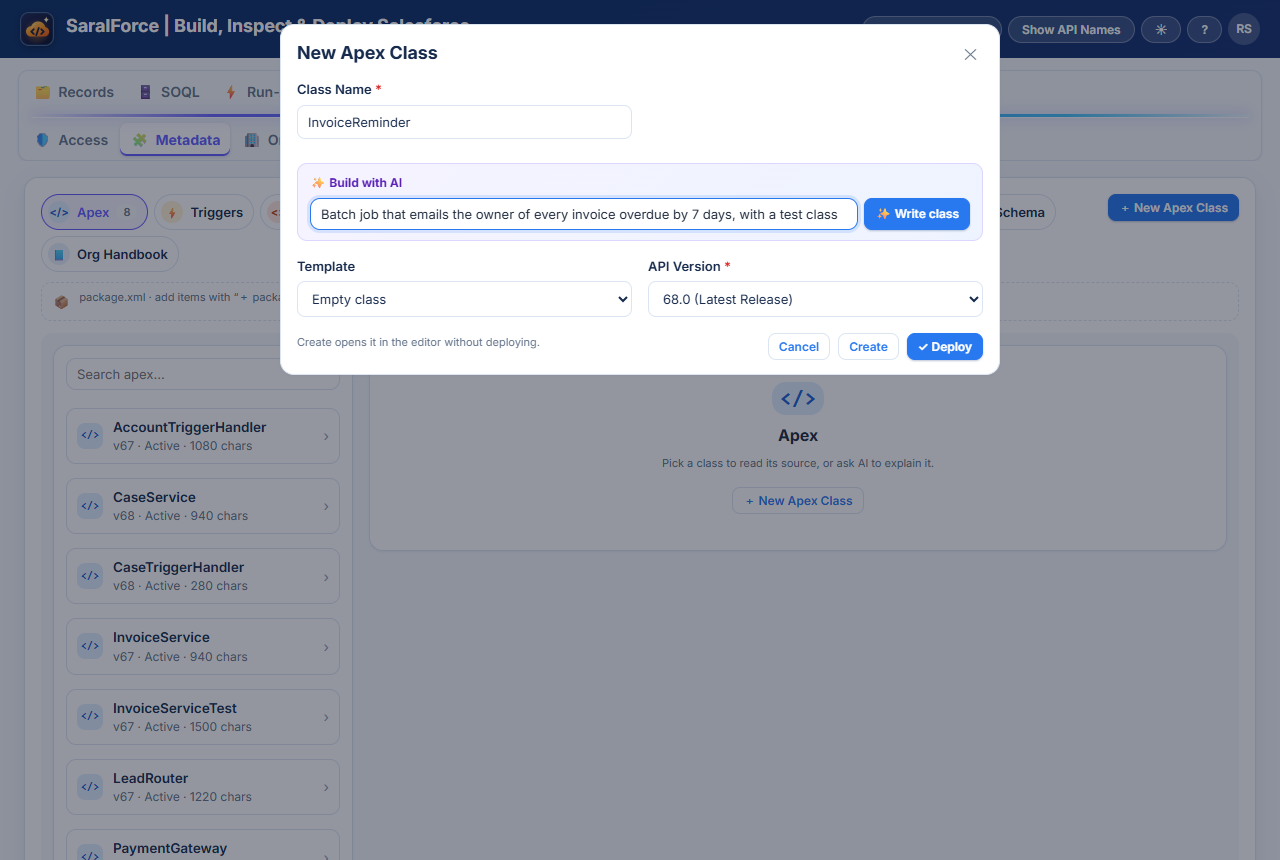 SaralForce | Build, Inspect & Deploy Salesforce
Show API Names
?
RS
Records
SOQL
Run-
Access
Metadata
Apex 8
Triggers
Schema
+ New Apex Class
Org Handbook
package.xml · add items with “+ packa
New Apex Class
Class Name *
InvoiceReminder
Build with AI
Batch job that emails the owner of every invoice overdue by 7 days, with a test class
Write class
Template
API Version *
Empty class
68.0 (Latest Release)
Create opens it in the editor without deploying.
Cancel
Create
✓ Deploy
Search apex...
</> AccountTriggerHandler
v67 · Active · 1080 chars
</> CaseService
v68 · Active · 940 chars
</> CaseTriggerHandler
v68 · Active · 280 chars
</> InvoiceService
v67 · Active · 940 chars
</> InvoiceServiceTest
v67 · Active · 1500 chars
</> LeadRouter
v67 · Active · 1220 chars
</> PaymentGateway
</>
Apex
Pick a class to read its source, or ask AI to explain it.
+ New Apex Class